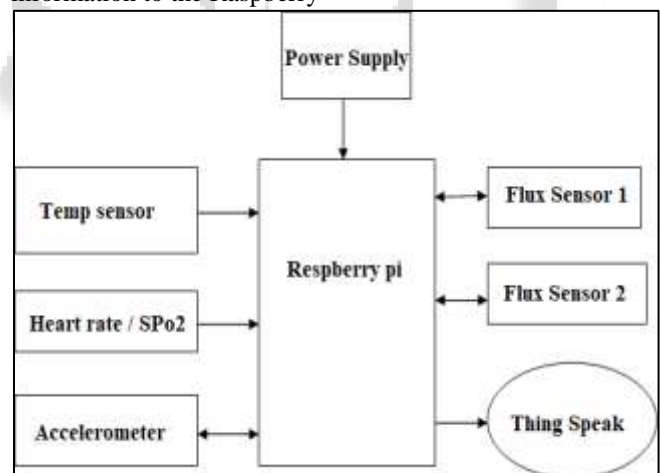 information to the Raspberry
Power Supply
Temp sensor
Flux Sensor 1
Respberry pi
Heart rate / SPo2
Flux Sensor 2
Accelerometer
Thing Speak